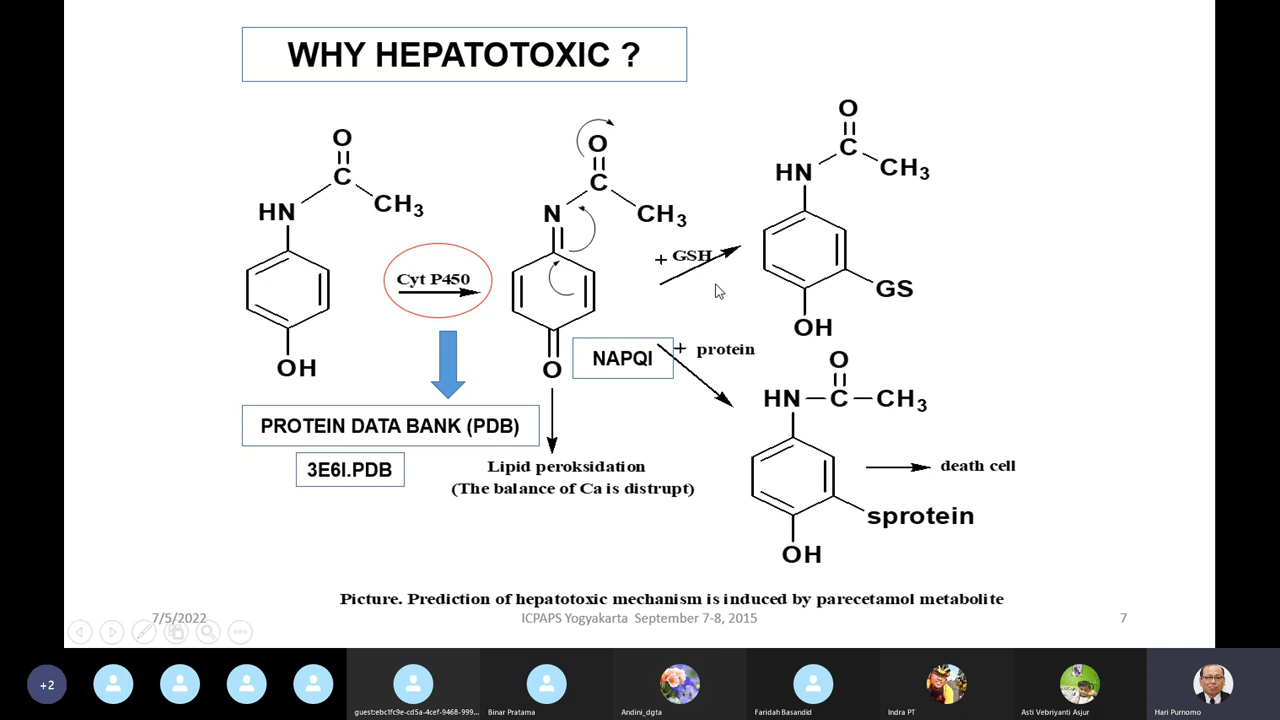 WHY HEPATOTOXIC ?
O
C
HN
CH3
OH
Cyt P450
O
C
N
CH3
O
NAPQI
+ GSH
O
C
HN
CH3
GS
OH
+ protein
O
HN C CH3
sprotein
OH
death cell
PROTEIN DATA BANK (PDB)
3E6I.PDB
Lipid peroksidation
(The balance of Ca is distrupt)
Picture. Prediction of hepatotoxic mechanism is induced by parecetamol metabolite
7/5/2022
ICPAPS Yogyakarta September 7-8, 2015
7
+2
guest:ebc1fc9e-cd5a-4cef-9468-999...
Binar Pratama
Andini_dgta
Faridah Basandid
Indra PT
Asti Vebriyanti Asjur
Hari Purnomo